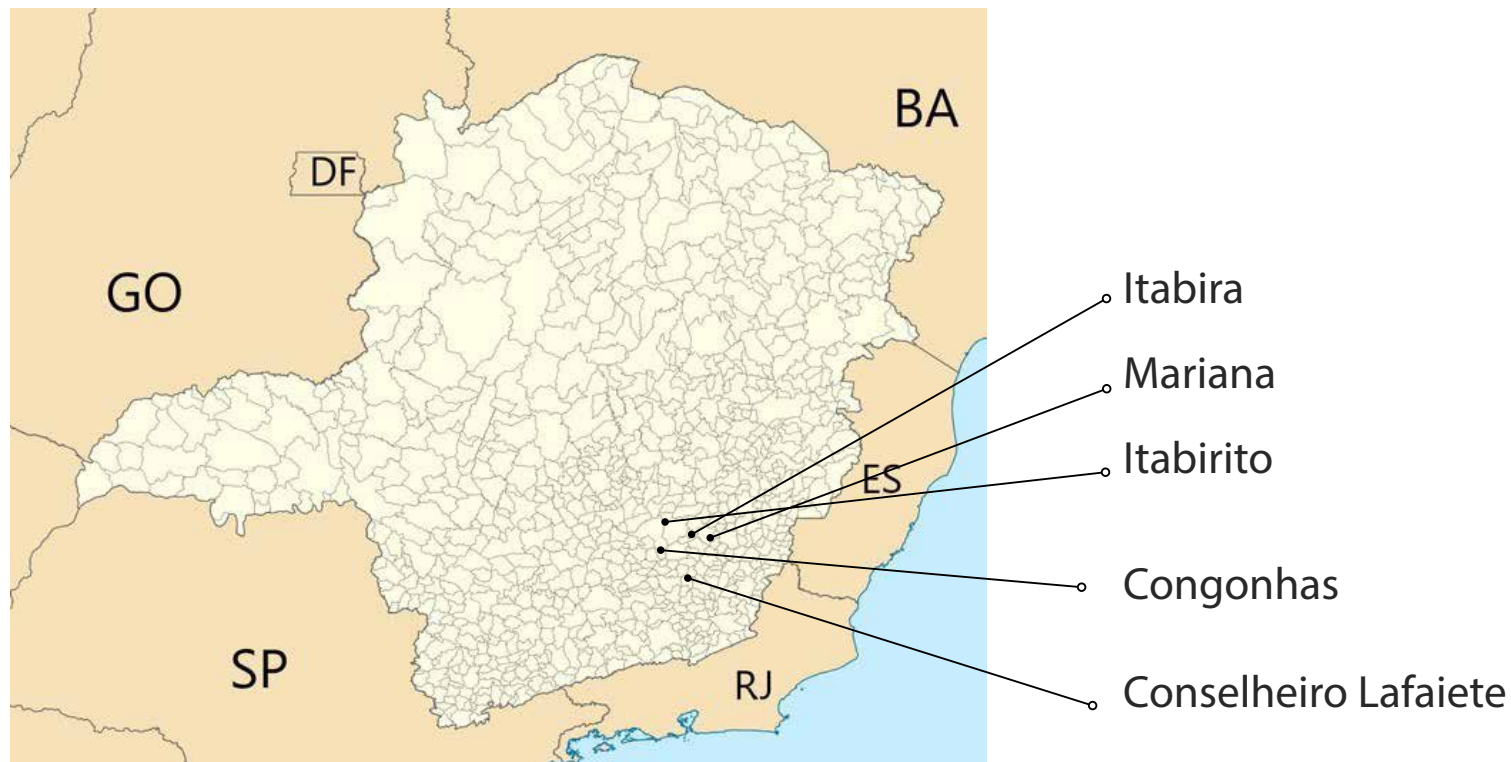 BA
DF
GO
Itabira
Mariana
Itabirito
ES
Congonhas
SP
RJ
Conselheiro Lafaiete